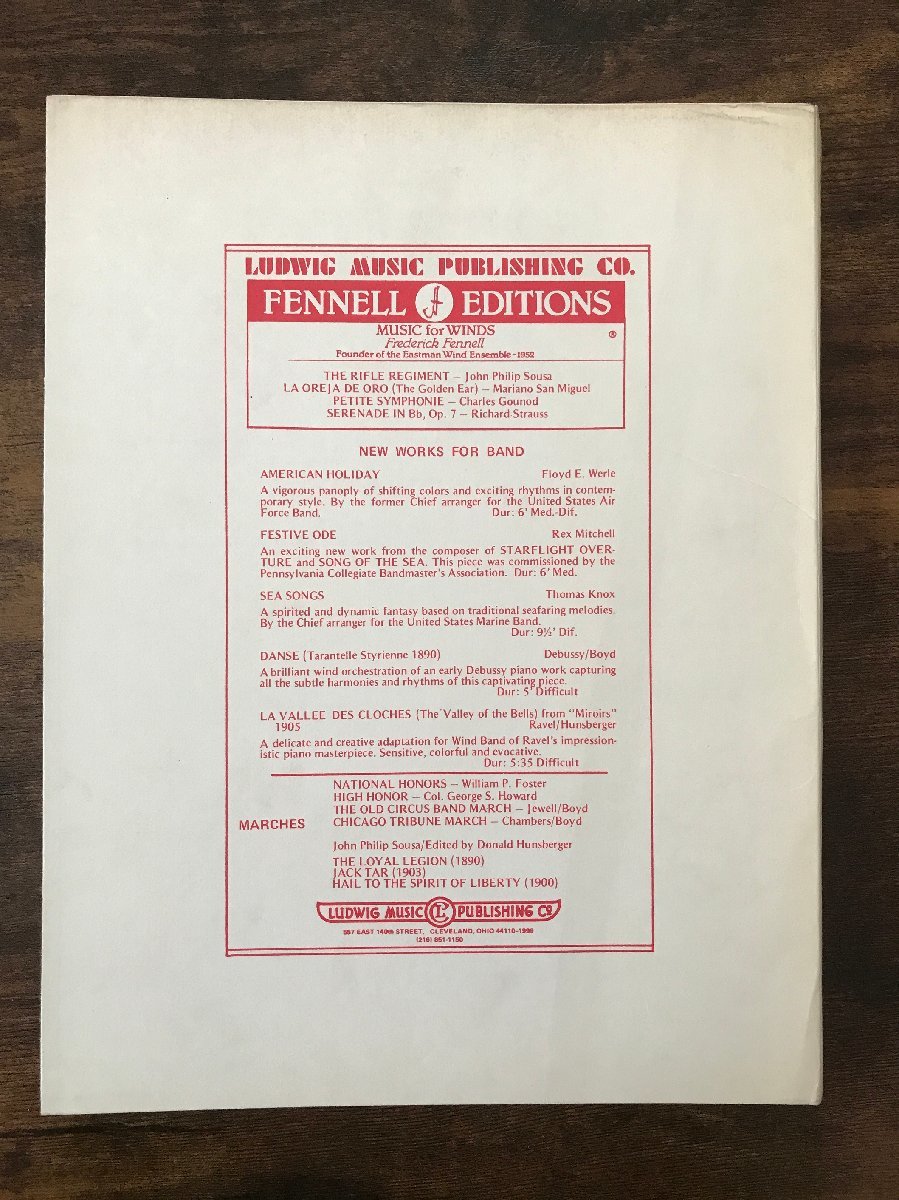 LUDWIG MUSIC PUBLISHING CO.
FENNELL EDITIONS
MUSIC for WINDS
®
Frederick Fennell
Founder of the Eastman Wind Ensemble - 1952
THE RIFLE REGIMENT — John Philip Sousa
LA OREJA DE ORO (The Golden Ear) — Mariano San Miguel
PETITE SYMPHONIE — Charles Gounod
SERENADE IN Bb, Op. 7 — Richard Strauss
NEW WORKS FOR BAND
AMERICAN HOLIDAY Floyd E. Werle
A vigorous panoply of shifting colors and exciting rhythms in contem-
porary style. By the former Chief arranger for the United States Air
Force Band. Dur: 6' Med.-Dif.
FESTIVE ODE Rex Mitchell
An exciting new work from the composer of STARFLIGHT OVER-
TURE and SONG OF THE SEA. This piece was commissioned by the
Pennsylvania Collegiate Bandmaster's Association. Dur: 6' Med.
SEA SONGS Thomas Knox
A spirited and dynamic fantasy based on traditional seafaring melodies.
By the Chief arranger for the United States Marine Band.
Dur: 9½' Dif.
DANSE (Tarantelle Styrienne 1890) Debussy/Boyd
A brilliant wind orchestration of an early Debussy piano work capturing
all the subtle harmonies and rhythms of this captivating piece.
Dur: 5' Difficult
LA VALLEE DES CLOCHES (The Valley of the Bells) from "Miroirs"
1905 Ravel/Hunsberger
A delicate and creative adaptation for Wind Band of Ravel's impression-
istic piano masterpiece. Sensitive, colorful and evocative.
Dur: 5:35 Difficult
NATIONAL HONORS — William P. Foster
HIGH HONOR — Col. George S. Howard
THE OLD CIRCUS BAND MARCH — Jewell/Boyd
MARCHES CHICAGO TRIBUNE MARCH — Chambers/Boyd
John Philip Sousa/Edited by Donald Hunsberger
THE LOYAL LEGION (1890)
JACK TAR (1903)
HAIL TO THE SPIRIT OF LIBERTY (1900)
LUDWIG MUSIC PUBLISHING CO.
557 EAST 140th STREET, CLEVELAND, OHIO 44110-1999
(216) 851-1150